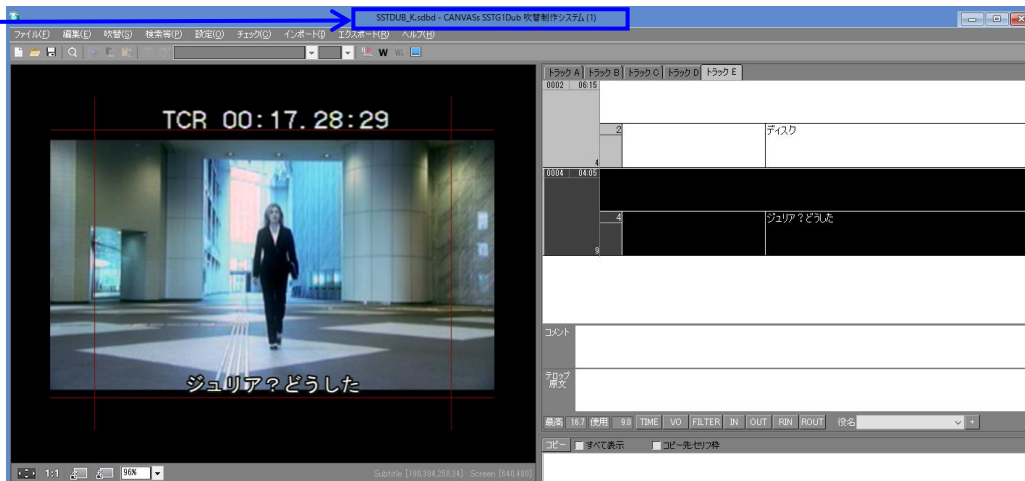 SSTDUB_K.sdbd - CANVASs SSTG1Dub 吹替制作システム (1)
ファイル(F) 編集(E) 吹替(S) 検索等(P) 設定(O) チェック(C) インポート(I) エクスポート(R) ヘルプ(H)
W WL
トラック A トラック B トラック C トラック D トラック E
0002 06:15
2 ディスク
4
0004 04:05
4 ジュリア？どうした
9
TCR 00:17.28:29
ジュリア？どうした
コメント
テロップ
原文
最高 16.7 使用 9.0 TIME VO FILTER IN OUT RIN ROUT 役名 +
コピー すべて表示 コピー先セリフ枠
1:1 96% Subtitle [190,394,258,34] : Screen [640,480]